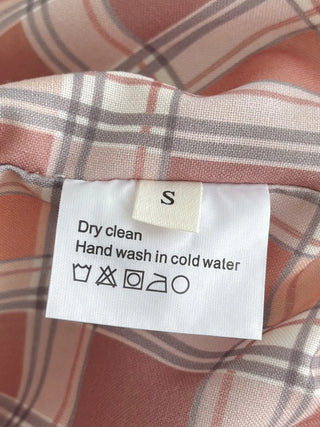 S
Dry clean
Hand wash in cold water